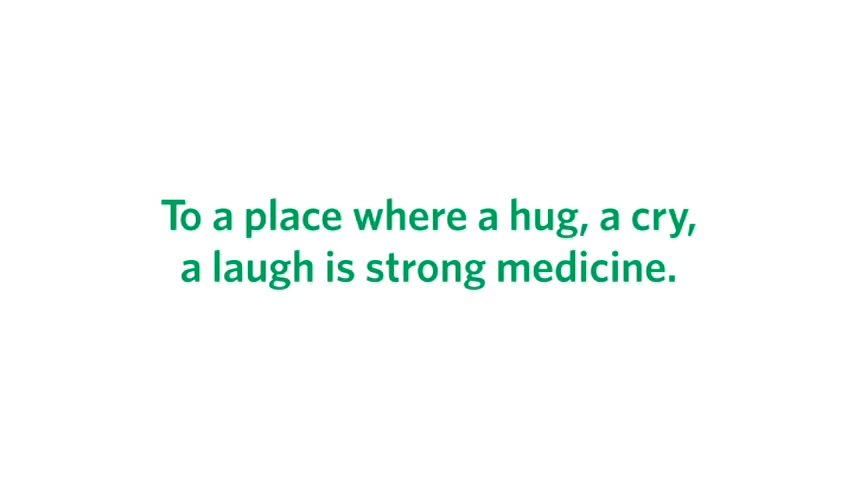 To a place where a hug, a cry,
a laugh is strong medicine.